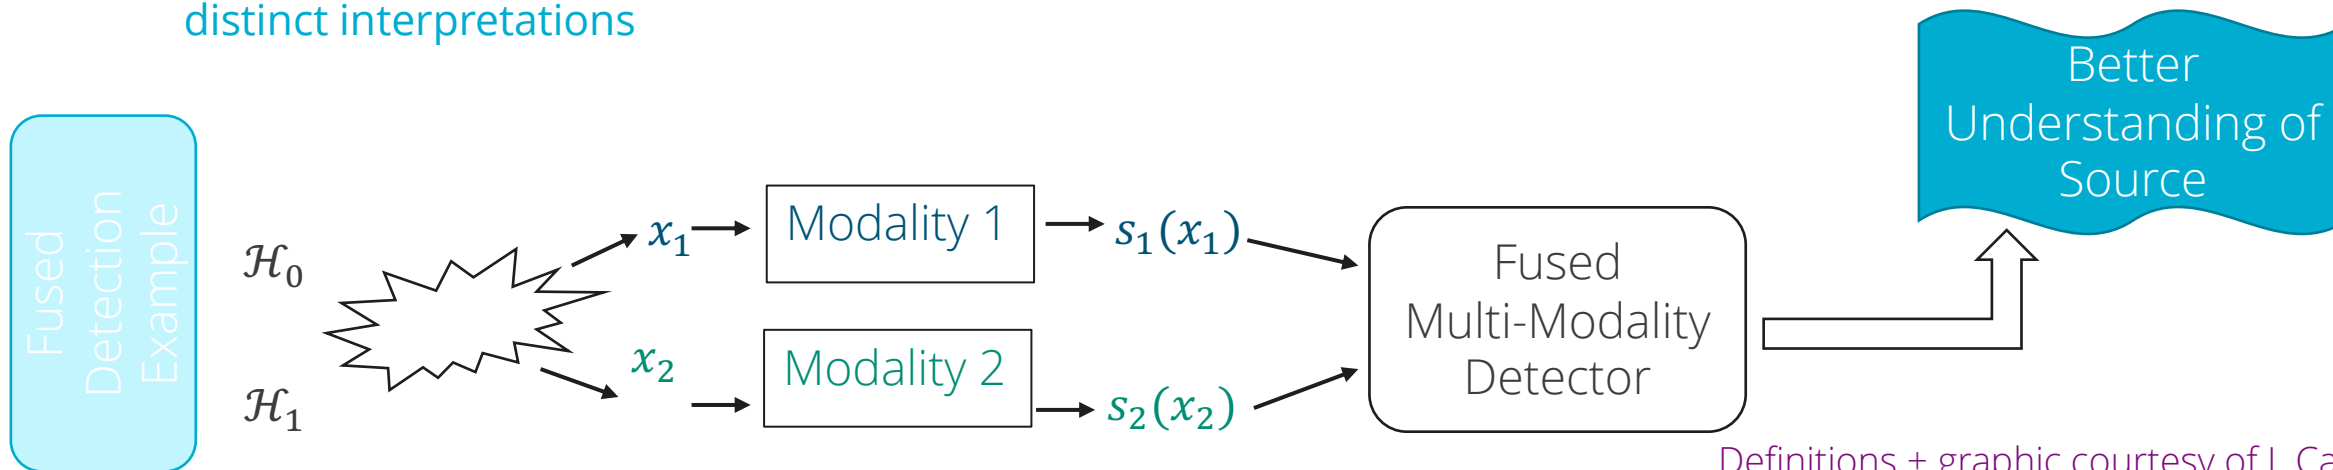 distinct interpretations
Better
Understanding of
Source
Fused
Detection
Example
ℋ₀
ℋ₁
x₁
Modality 1
s₁(x₁)
x₂
Modality 2
s₂(x₂)
Fused
Multi-Modality
Detector
Definitions + graphic courtesy of